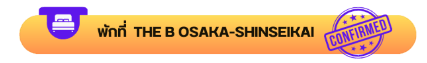 พักที่ THE B OSAKA-SHINSEIKAI
CONFIRMED